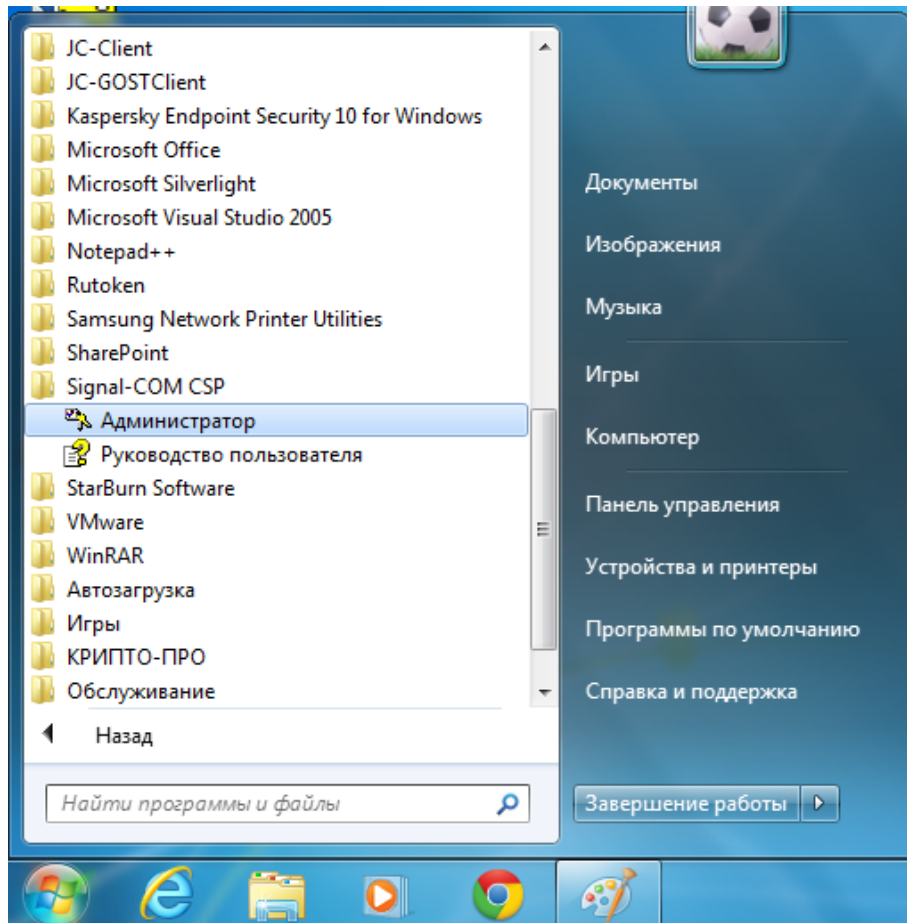 JC-Client
JC-GOSTClient
Kaspersky Endpoint Security 10 for Windows
Microsoft Office
Microsoft Silverlight
Microsoft Visual Studio 2005
Notepad++
Rutoken
Samsung Network Printer Utilities
SharePoint
Signal-COM CSP
Администратор
Руководство пользователя
StarBurn Software
VMware
WinRAR
Автозагрузка
Игры
КРИПТО-ПРО
Обслуживание
Назад
Найти программы и файлы
Документы
Изображения
Музыка
Игры
Компьютер
Панель управления
Устройства и принтеры
Программы по умолчанию
Справка и поддержка
Завершение работы